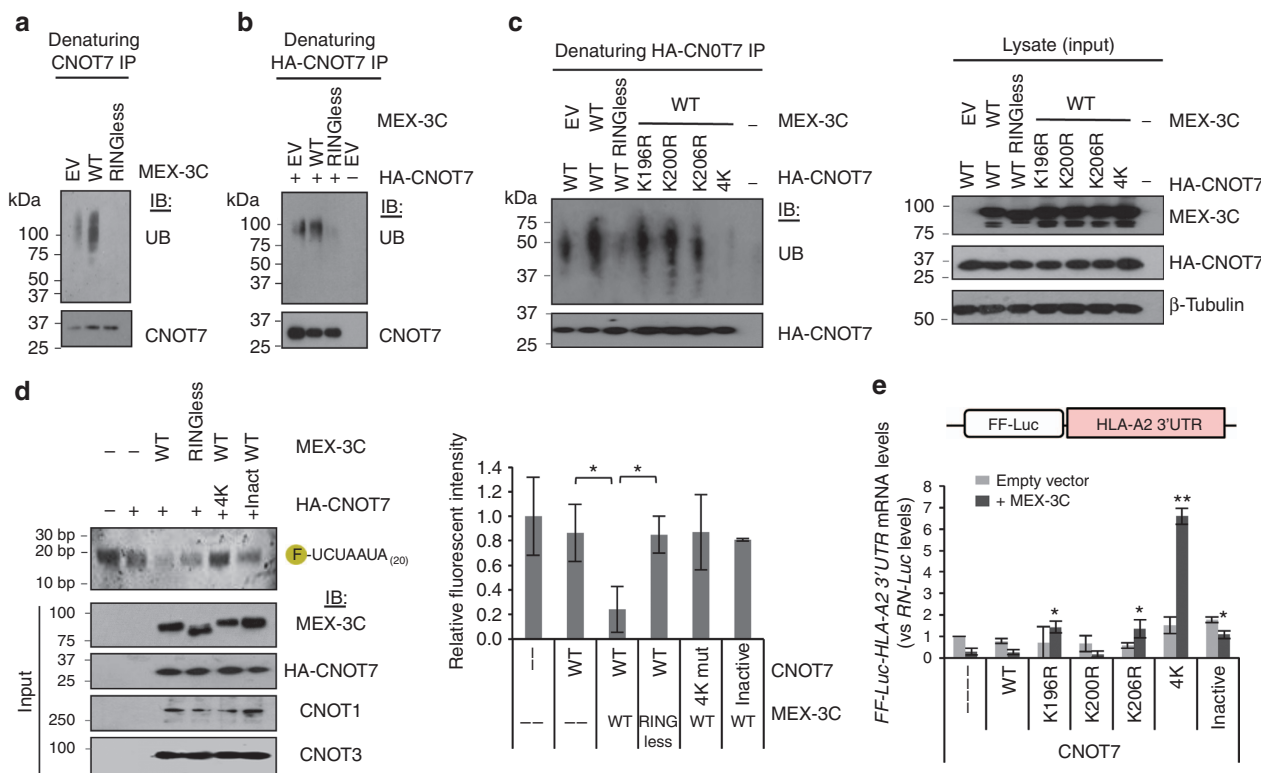 a
Denaturing
CNOT7 IP
EV
WT
RINGless
MEX-3C
kDa
IB:
100
75
50
37
UB
37
25
CNOT7
b
Denaturing
HA-CNOT7 IP
EV
WT
RINGless
EV
MEX-3C
+ + + –
HA-CNOT7
kDa
IB:
100
75
50
37
UB
37
25
CNOT7
c
Denaturing HA-CN0T7 IP
EV
WT
RINGless
WT
–
MEX-3C
WT
WT
WT
K196R
K200R
K206R
4K
–
HA-CNOT7
kDa
IB:
75
50
37
UB
37
25
HA-CNOT7
Lysate (input)
EV
WT
RINGless
WT
–
MEX-3C
WT
WT
WT
K196R
K200R
K206R
4K
–
HA-CNOT7
100
75
MEX-3C
37
25
HA-CNOT7
50
β-Tubulin
d
– – WT RINGless WT WT
MEX-3C
– + + + +4K +Inact
HA-CNOT7
30 bp
20 bp
10 bp
F-UCUAAUA(20)
IB:
Input
100
75
MEX-3C
37
25
HA-CNOT7
250
CNOT1
100
CNOT3
Relative fluorescent intensity
1.4
1.2
1.0
0.8
0.6
0.4
0.2
0.0
* *
–– WT WT WT 4K mut Inactive
CNOT7
–– –– WT RING less WT WT
MEX-3C
e
FF-Luc HLA-A2 3'UTR
Empty vector
+ MEX-3C
FF-Luc-HLA-A2 3'UTR mRNA levels
(vs RN-Luc levels)
8
7
6
5
4
3
2
1
0
* * ** *
–––– WT K196R K200R K206R 4K Inactive
CNOT7